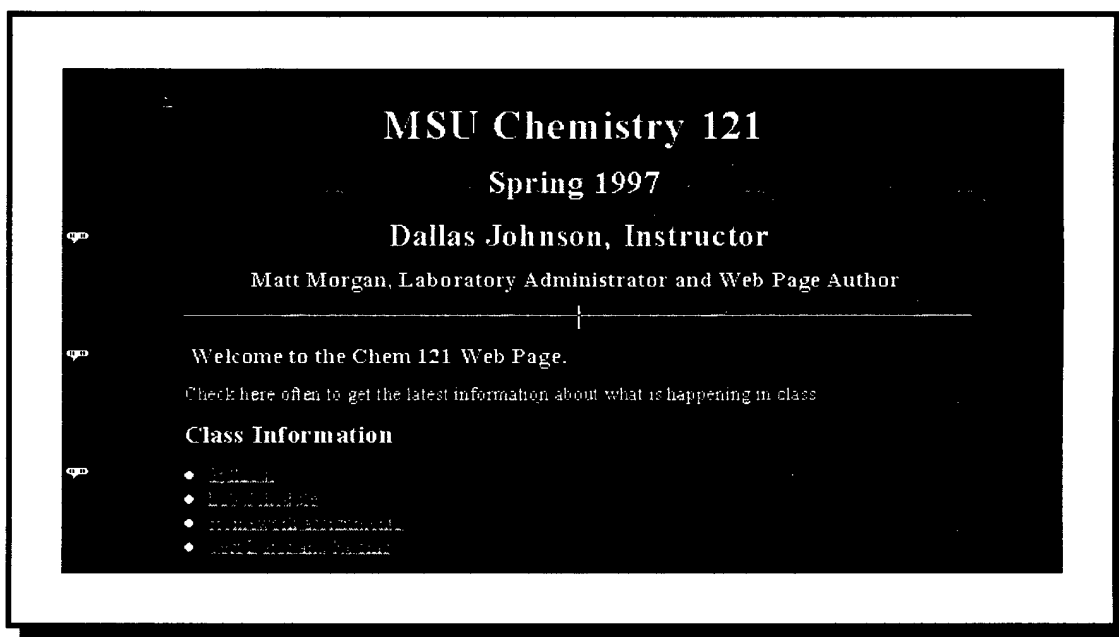 MSU Chemistry 121
Spring 1997
Dallas Johnson, Instructor
Matt Morgan, Laboratory Administrator and Web Page Author
Welcome to the Chem 121 Web Page.
Check here often to get the latest information about what is happening in class
Class Information